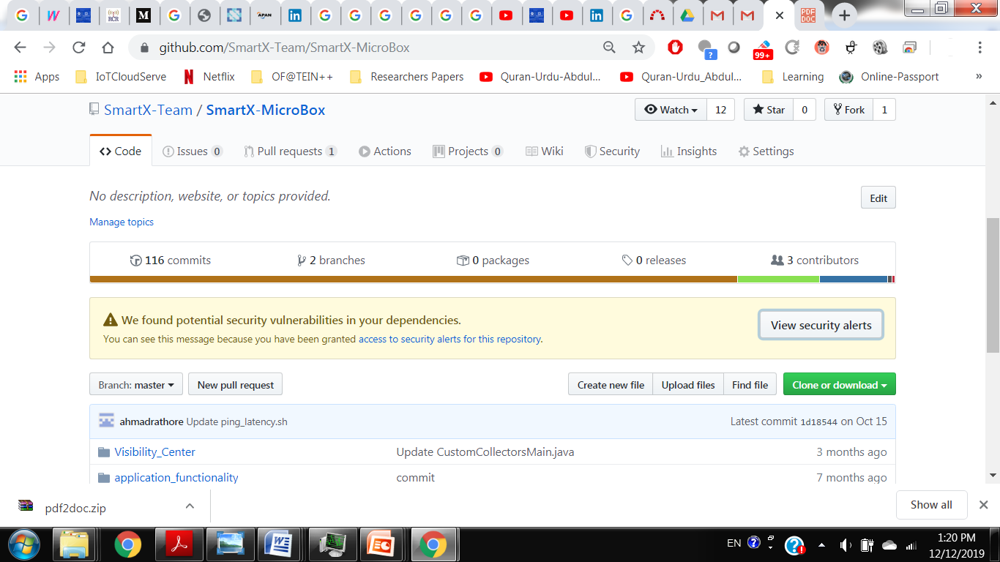 APAN
PDF DOC
github.com/SmartX-Team/SmartX-MicroBox
?
99+
Apps IoTCloudServe Netflix OF@TEIN++ Researchers Papers Quran-Urdu-Abdul... Quran-Urdu_Abdul... Learning Online-Passport »
SmartX-Team / SmartX-MicroBox
Watch 12 Star 0 Fork 1
Code Issues 0 Pull requests 1 Actions Projects 0 Wiki Security Insights Settings
No description, website, or topics provided.
Edit
Manage topics
116 commits 2 branches 0 packages 0 releases 3 contributors
We found potential security vulnerabilities in your dependencies.
You can see this message because you have been granted access to security alerts for this repository.
View security alerts
Branch: master New pull request Create new file Upload files Find file Clone or download
ahmadrathore Update ping_latency.sh Latest commit 1d18544 on Oct 15
Visibility_Center Update CustomCollectorsMain.java 3 months ago
application_functionality commit 7 months ago
pdf2doc.zip Show all
EN 1:20 PM
12/12/2019